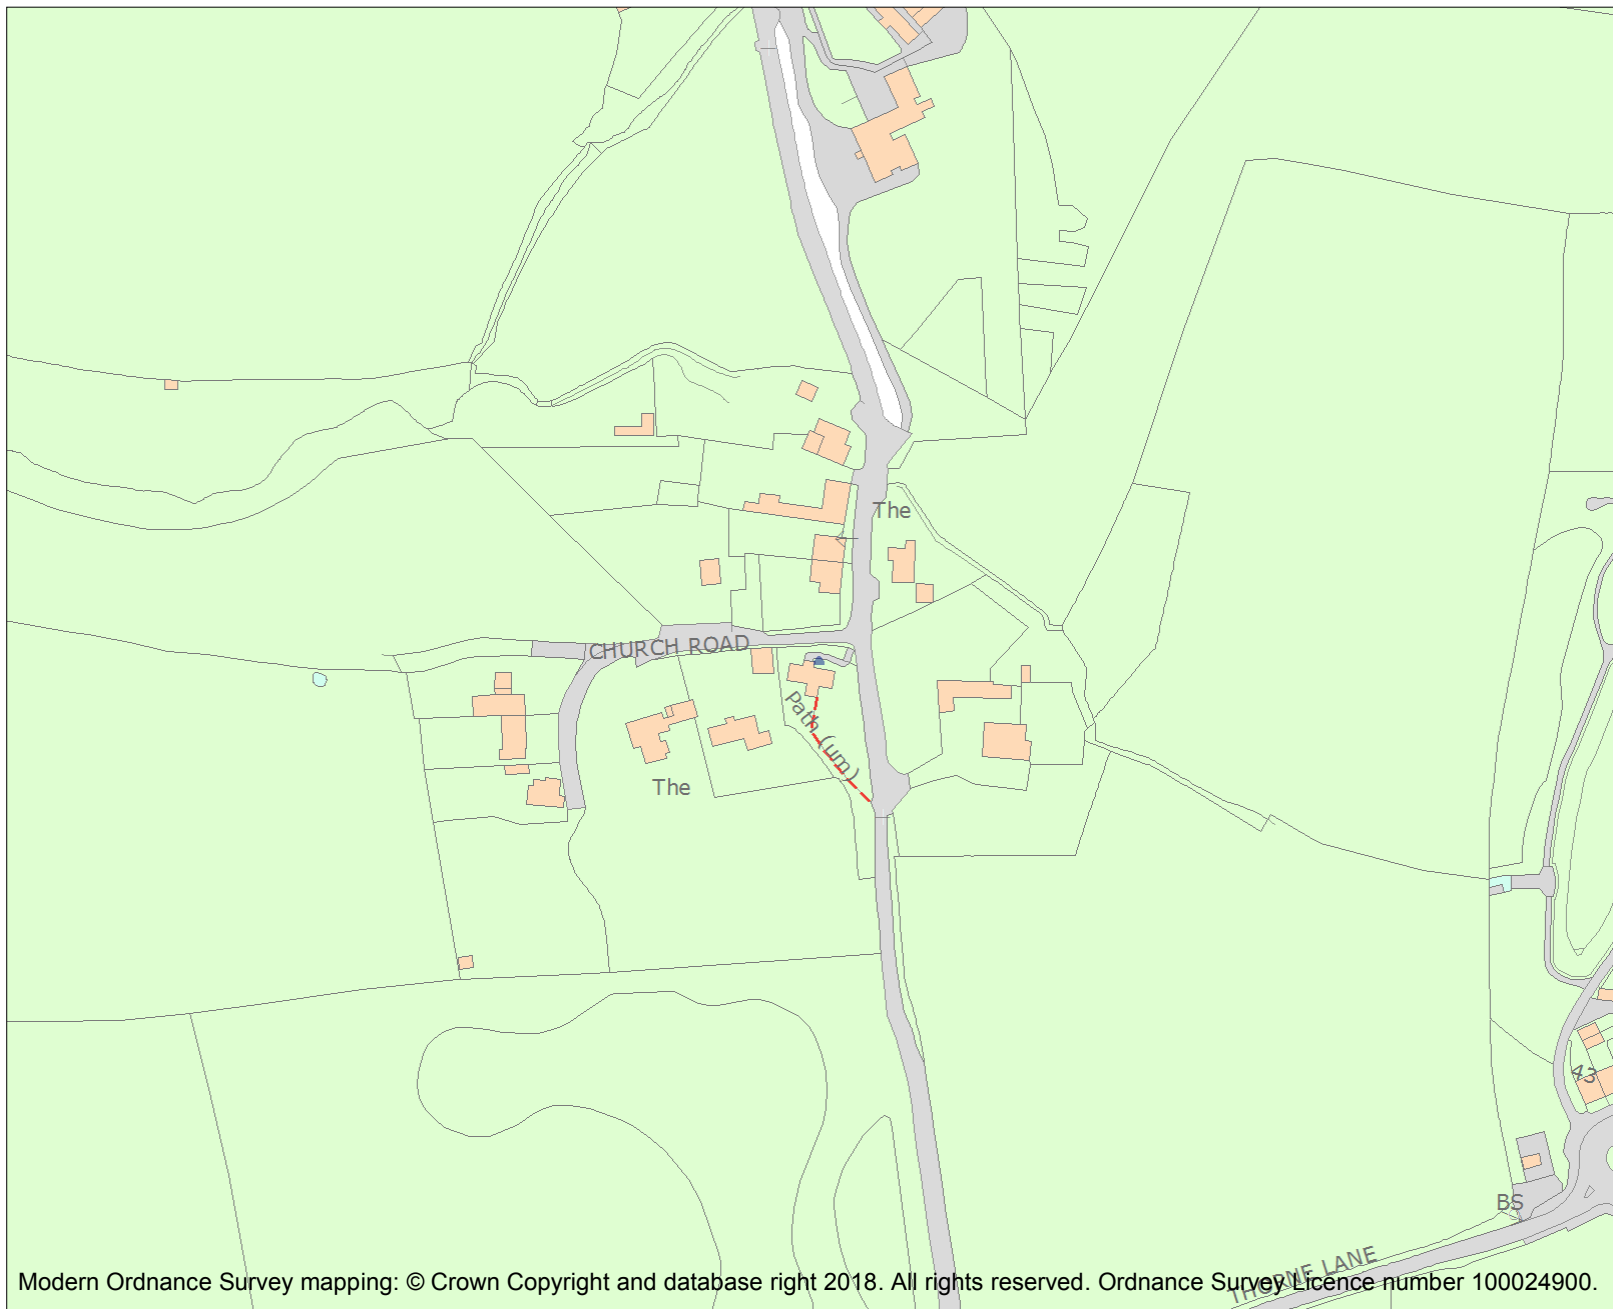 The
CHURCH ROAD
Path (um)
The
43
BS
THORNE LANE
Modern Ordnance Survey mapping: © Crown Copyright and database right 2018. All rights reserved. Ordnance Survey Licence number 100024900.